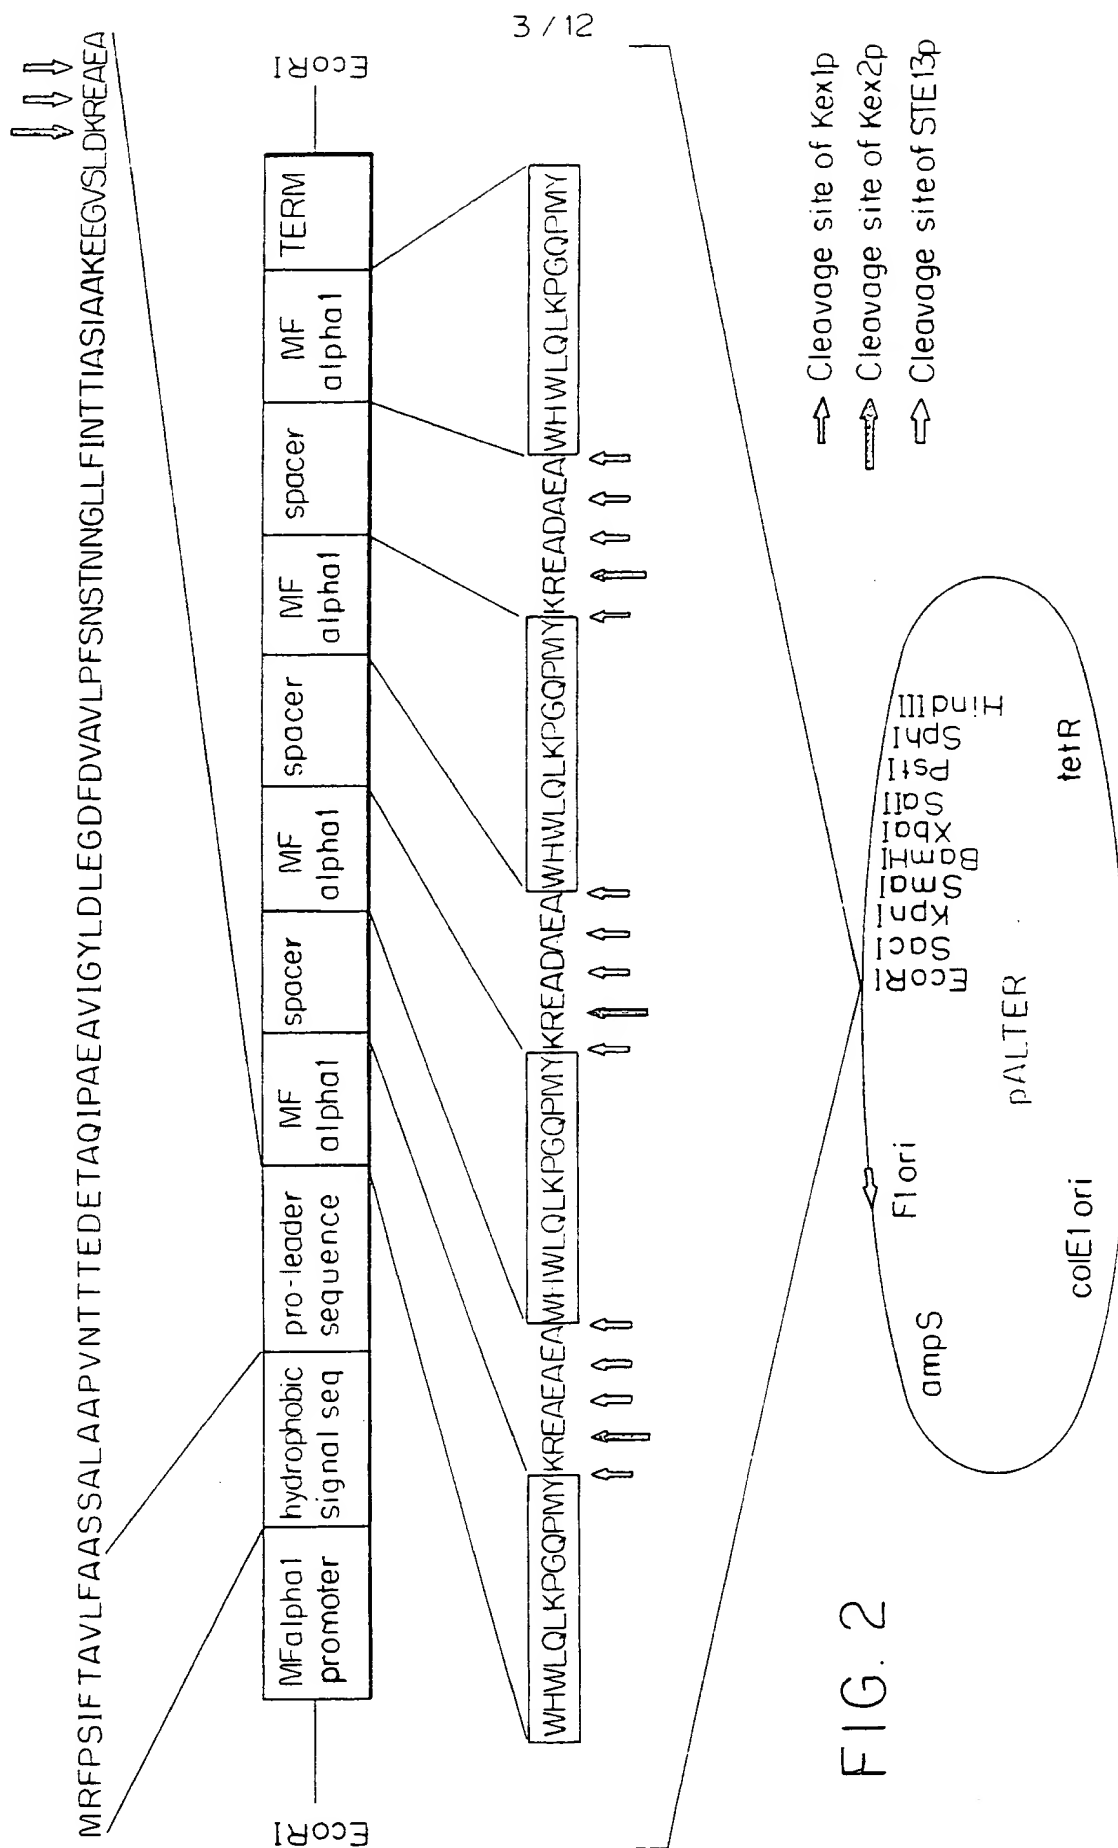 3/12
MRFPSIFTAVLFAASSALAAPVNTTTEDETAQIPAEAVIGYLDLEGDFDVAVLPFSNSTNNGLLFINTTIASIAAKEEGVSLDKREAEA
EcoRI
MFalpha1 promoter
hydrophobic signal seq
pro-leader sequence
MF alpha1
spacer
MF alpha1
spacer
MF alpha1
spacer
MF alpha1
TERM
EcoRI
WHWLQLKPGQPMY KREAEAEA WHWLQLKPGQPMY KREADAEA WHWLQLKPGQPMY KREADAEA WHWLQLKPGQPMY
Cleavage site of Kex1p
Cleavage site of Kex2p
Cleavage site of STE13p
ampS
F1 ori
EcoRI
SacI
KpnI
SmaI
BamHI
XbaI
SalI
PstI
SphI
HindIII
pALTER
colE1 ori
tetR
FIG. 2